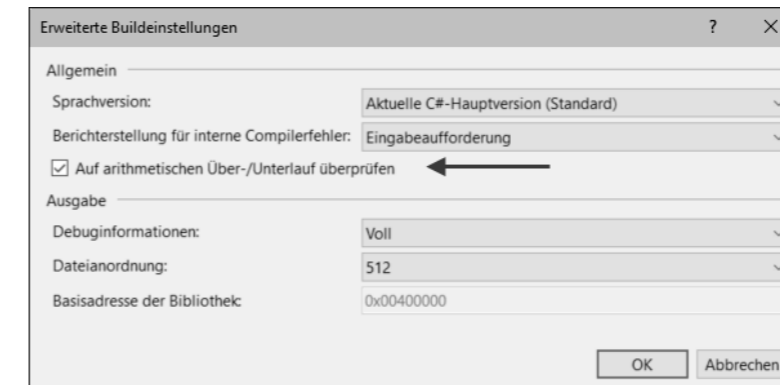 Erweiterte Buildeinstellungen ? ×
Allgemein
Sprachversion: Aktuelle C#-Hauptversion (Standard)
Berichterstellung für interne Compilerfehler: Eingabeaufforderung
Auf arithmetischen Über-/Unterlauf überprüfen
Ausgabe
Debuginformationen: Voll
Dateianordnung: 512
Basisadresse der Bibliothek: 0x00400000
OK Abbrechen